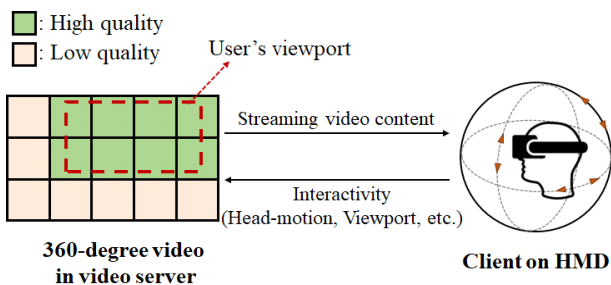 : High quality
: Low quality
User's viewport
Streaming video content
Interactivity
(Head-motion, Viewport, etc.)
360-degree video
in video server
Client on HMD